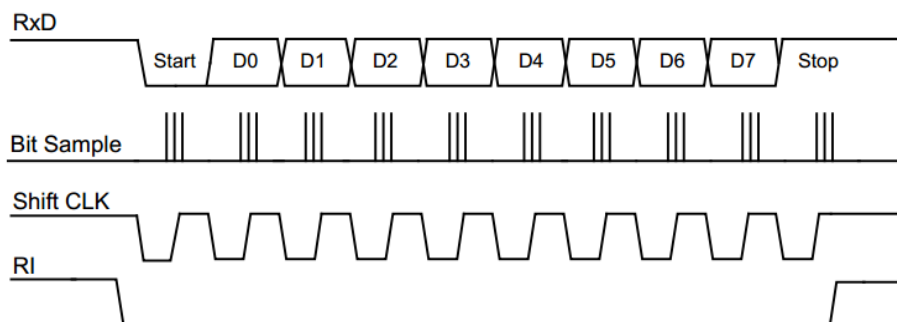 RxD
Start D0 D1 D2 D3 D4 D5 D6 D7 Stop
Bit Sample
Shift CLK
RI